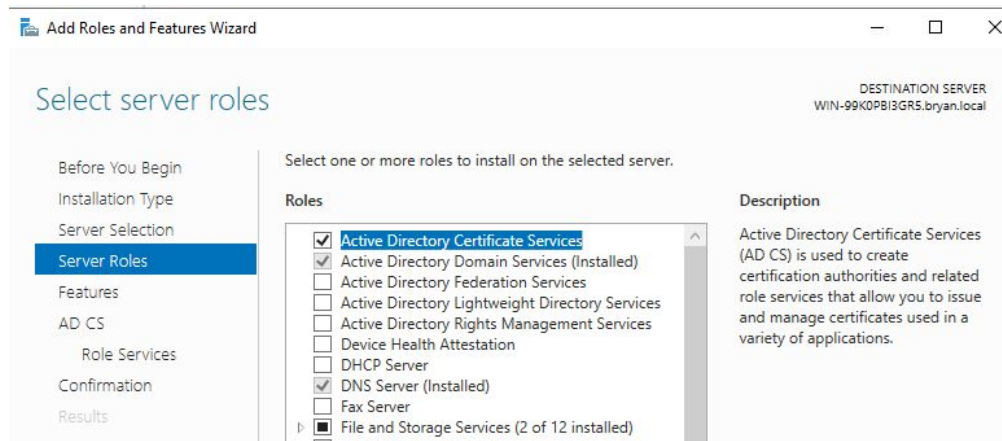 Add Roles and Features Wizard
Select server roles
DESTINATION SERVER
WIN-99K0PBI3GR5.bryan.local
Before You Begin
Installation Type
Server Selection
Server Roles
Features
AD CS
Role Services
Confirmation
Results
Select one or more roles to install on the selected server.
Roles
Active Directory Certificate Services
Active Directory Domain Services (Installed)
Active Directory Federation Services
Active Directory Lightweight Directory Services
Active Directory Rights Management Services
Device Health Attestation
DHCP Server
DNS Server (Installed)
Fax Server
File and Storage Services (2 of 12 installed)
Description
Active Directory Certificate Services
(AD CS) is used to create
certification authorities and related
role services that allow you to issue
and manage certificates used in a
variety of applications.